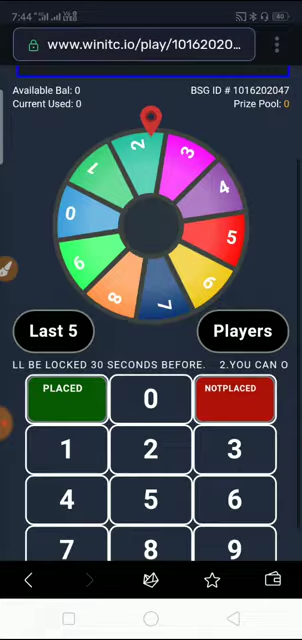 7:44
www.winitc.io/play/10162020...
Available Bal: 0
BSG ID # 1016202047
Current Used: 0
Prize Pool: 0
2
3
4
5
6
7
8
9
0
1
Last 5
Players
LL BE LOCKED 30 SECONDS BEFORE. 2.YOU CAN O
PLACED
0
NOTPLACED
1
2
3
4
5
6
7
8
9